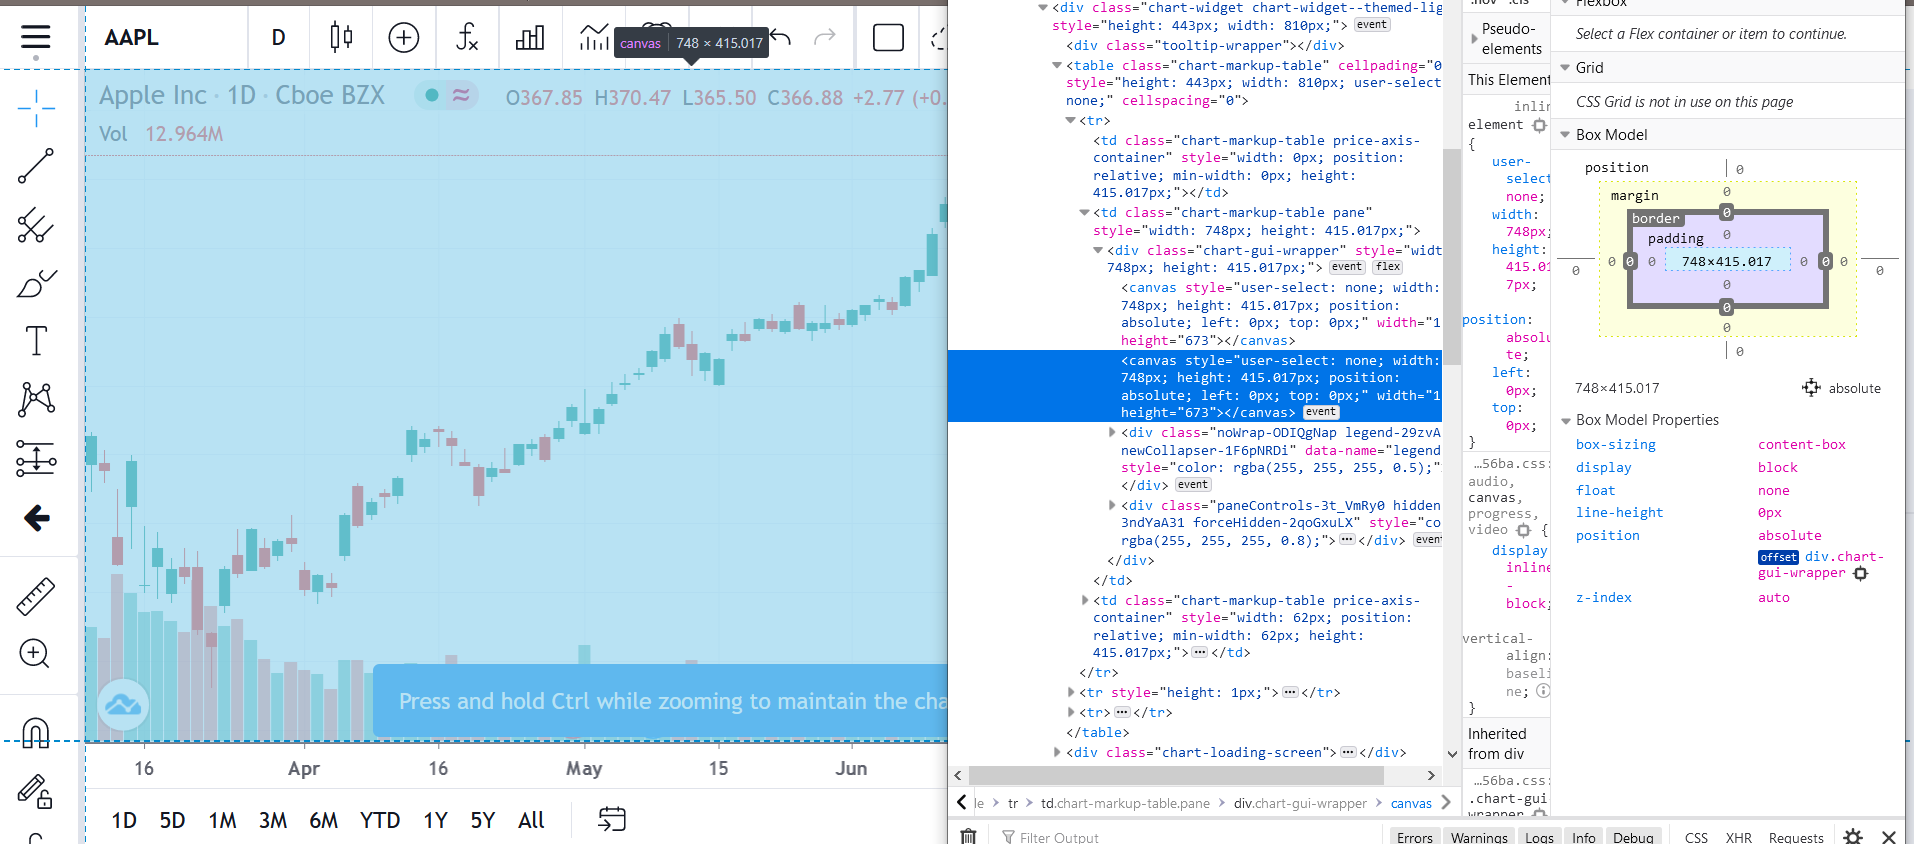 AAPL
D
canvas 748 × 415.017
Apple Inc · 1D · Cboe BZX
O367.85 H370.47 L365.50 C366.88 +2.77 (+0.
Vol 12.964M
Press and hold Ctrl while zooming to maintain the cha
16 Apr 16 May 15 Jun
1D 5D 1M 3M 6M YTD 1Y 5Y All
<div class="chart-widget chart-widget--themed-lig
style="height: 443px; width: 810px;"> event
<div class="tooltip-wrapper"></div>
<table class="chart-markup-table" cellpading="0
style="height: 443px; width: 810px; user-select
none;" cellspacing="0">
<tr>
<td class="chart-markup-table price-axis-
container" style="width: 0px; position:
relative; min-width: 0px; height:
415.017px;"></td>
<td class="chart-markup-table pane"
style="width: 748px; height: 415.017px;">
<div class="chart-gui-wrapper" style="widt
748px; height: 415.017px;"> event flex
<canvas style="user-select: none; width:
748px; height: 415.017px; position:
absolute; left: 0px; top: 0px;" width="1
height="673"></canvas>
<canvas style="user-select: none; width:
748px; height: 415.017px; position:
absolute; left: 0px; top: 0px;" width="1
height="673"></canvas> event
<div class="noWrap-ODIQgNap legend-29zvA
newCollapser-1F6pNRDi" data-name="legend
style="color: rgba(255, 255, 255, 0.5);"
</div> event
<div class="paneControls-3t_VmRy0 hidden
3ndYaA31 forceHidden-2qoGxuLX" style="co
rgba(255, 255, 255, 0.8);"> ··· </div> even
</div>
</td>
<td class="chart-markup-table price-axis-
container" style="width: 62px; position:
relative; min-width: 62px; height:
415.017px;"> ··· </td>
</tr>
<tr style="height: 1px;"> ··· </tr>
<tr> ··· </tr>
</table>
<div class="chart-loading-screen"> ··· </div>
le > tr > td.chart-markup-table.pane > div.chart-gui-wrapper > canvas
Filter Output
Errors Warnings Logs Info Debug CSS XHR Requests
:hov .cls
Pseudo-
elements
This Element
inlin
element
{
user-
select
none;
width:
748px;
height:
415.01
7px;
position:
absolu
te;
left:
0px;
top:
0px;
}
…56ba.css:
audio,
canvas,
progress,
video {
display
inline
-
block;
vertical-
align:
baseli
ne;
}
Inherited
from div
…56ba.css:
.chart-gui
wrapper
Flexbox
Select a Flex container or item to continue.
Grid
CSS Grid is not in use on this page
Box Model
position 0
margin 0
border 0
padding 0
0 0 0 0 748×415.017 0 0 0 0
0
0
0
0
748×415.017 absolute
Box Model Properties
box-sizing content-box
display block
float none
line-height 0px
position absolute
offset div.chart-
gui-wrapper
z-index auto